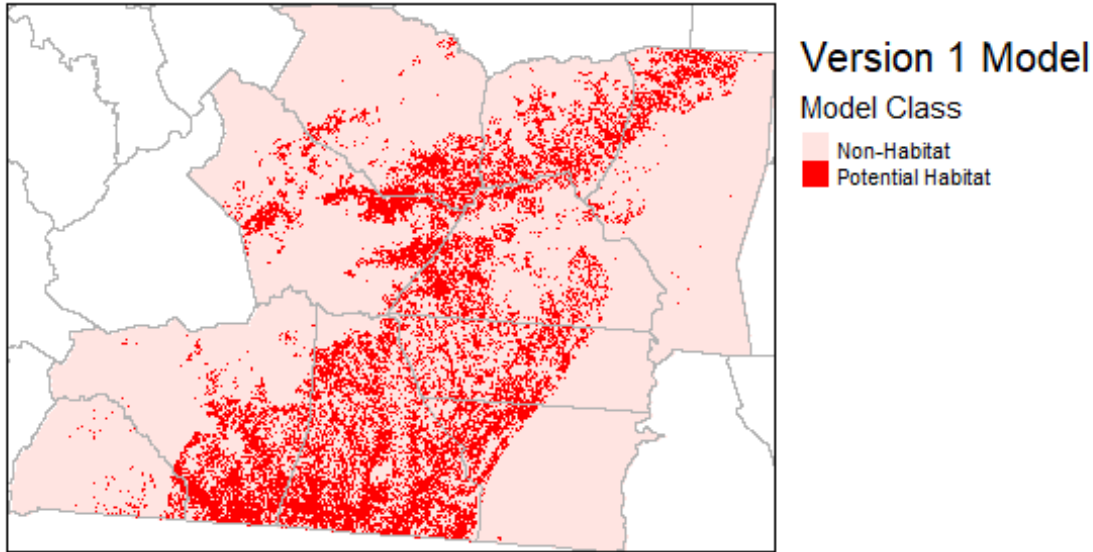 Version 1 Model
Model Class
Non-Habitat
Potential Habitat